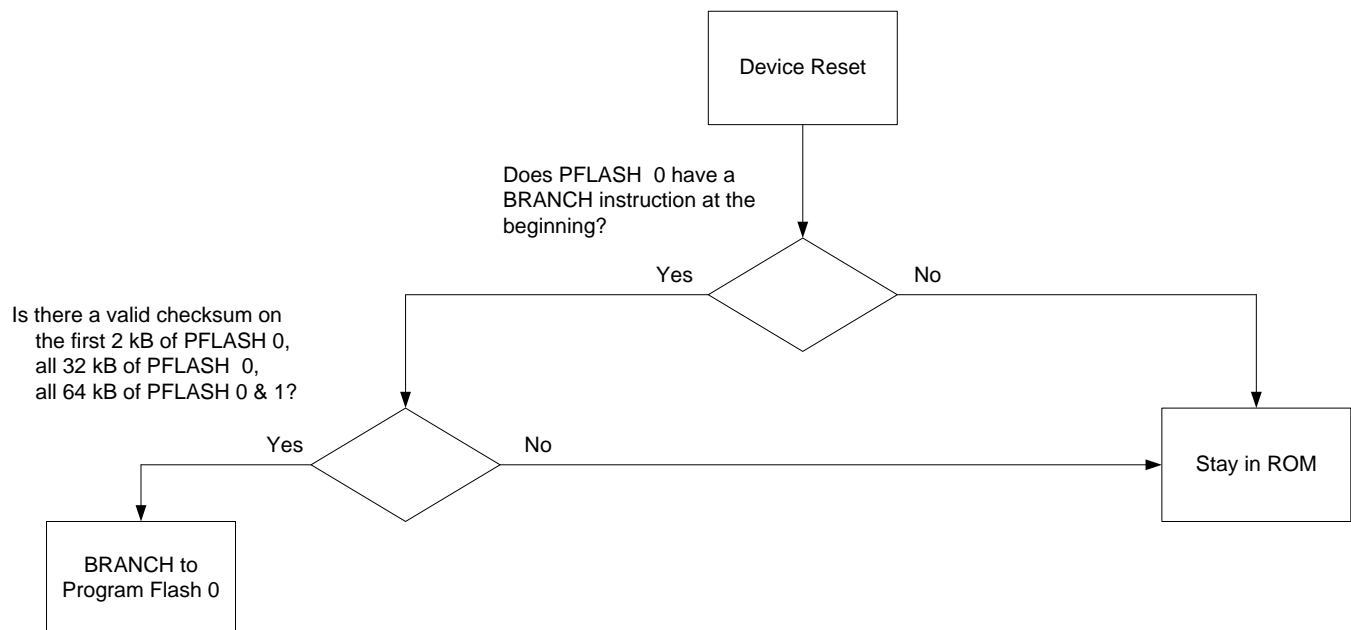 Device Reset
Does PFLASH 0 have a
BRANCH instruction at the
beginning?
Yes
No
Is there a valid checksum on
the first 2 kB of PFLASH 0,
all 32 kB of PFLASH 0,
all 64 kB of PFLASH 0 & 1?
Yes
No
Stay in ROM
BRANCH to
Program Flash 0